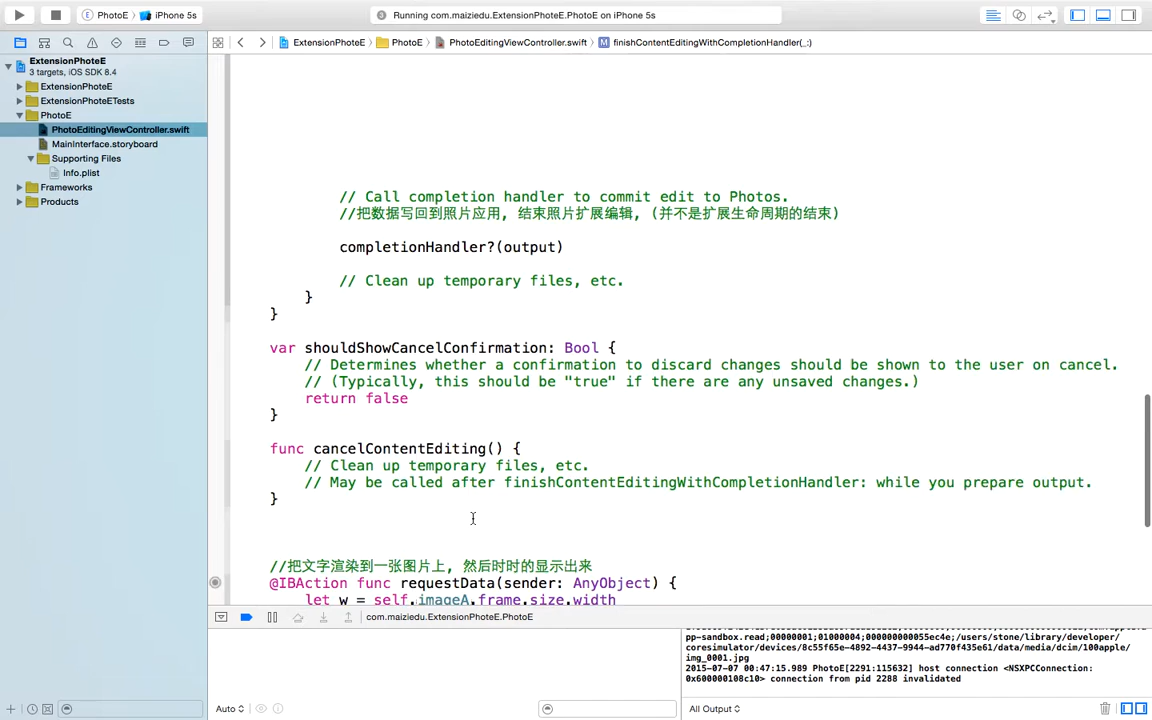 PhotoE
iPhone 5s
Running com.maiziedu.ExtensionPhoteE.PhotoE on iPhone 5s
ExtensionPhoteE
PhotoE
PhotoEditingViewController.swift
M finishContentEditingWithCompletionHandler(_:)
ExtensionPhoteE
3 targets, iOS SDK 8.4
ExtensionPhoteE
ExtensionPhoteETests
PhotoE
PhotoEditingViewController.swift
MainInterface.storyboard
Supporting Files
Info.plist
Frameworks
Products
// Call completion handler to commit edit to Photos.
//把数据写回到照片应用, 结束照片扩展编辑, (并不是扩展生命周期的结束)
completionHandler?(output)
// Clean up temporary files, etc.
}
}
var shouldShowCancelConfirmation: Bool {
// Determines whether a confirmation to discard changes should be shown to the user on cancel.
// (Typically, this should be "true" if there are any unsaved changes.)
return false
}
func cancelContentEditing() {
// Clean up temporary files, etc.
// May be called after finishContentEditingWithCompletionHandler: while you prepare output.
}
//把文字渲染到一张图片上, 然后时时的显示出来
@IBAction func requestData(sender: AnyObject) {
let w = self.imageA.frame.size.width
com.maiziedu.ExtensionPhoteE.PhotoE
pp-sandbox.read;00000001;01000004;000000000055ec4e;/users/stone/library/developer/
coresimulator/devices/8c55f65e-4892-4437-9944-ad770f435e61/data/media/dcim/100apple/
img_0001.jpg
2015-07-07 00:47:15.989 PhotoE[2291:115632] host connection <NSXPCConnection:
0x600000108c10> connection from pid 2288 invalidated
Auto
All Output